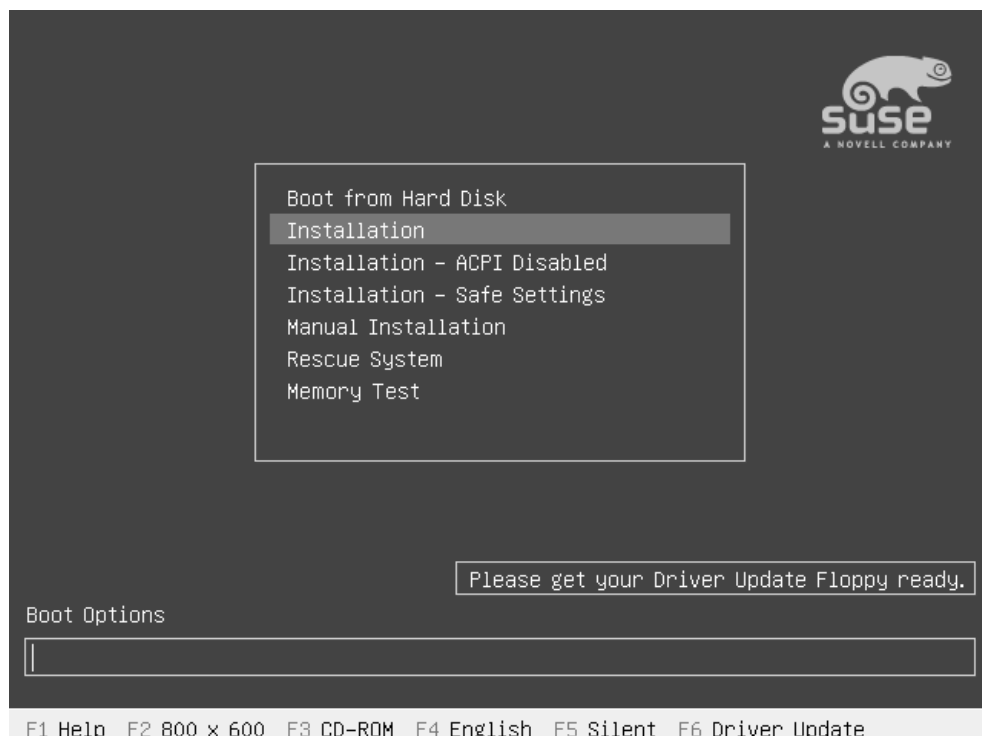 SUSE
A NOVELL COMPANY
Boot from Hard Disk
Installation
Installation - ACPI Disabled
Installation - Safe Settings
Manual Installation
Rescue System
Memory Test
Please get your Driver Update Floppy ready.
Boot Options
F1 Help F2 800 x 600 F3 CD-ROM F4 English F5 Silent F6 Driver Update